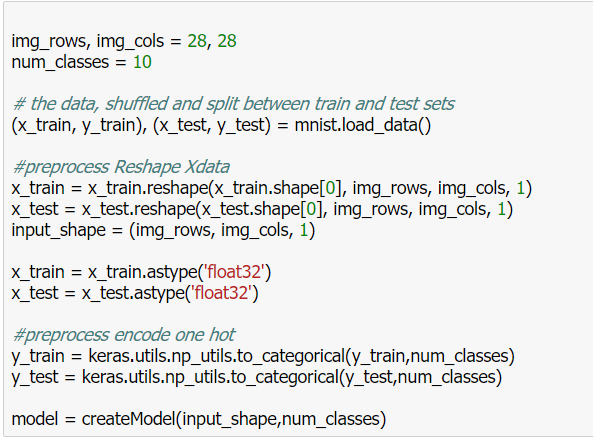 img_rows, img_cols = 28, 28
num_classes = 10
# the data, shuffled and split between train and test sets
(x_train, y_train), (x_test, y_test) = mnist.load_data()
#preprocess Reshape Xdata
x_train = x_train.reshape(x_train.shape[0], img_rows, img_cols, 1)
x_test = x_test.reshape(x_test.shape[0], img_rows, img_cols, 1)
input_shape = (img_rows, img_cols, 1)
x_train = x_train.astype('float32')
x_test = x_test.astype('float32')
#preprocess encode one hot
y_train = keras.utils.np_utils.to_categorical(y_train,num_classes)
y_test = keras.utils.np_utils.to_categorical(y_test,num_classes)
model = createModel(input_shape,num_classes)